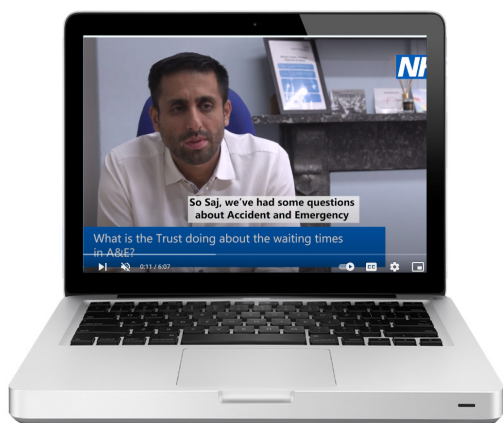 NH
So Saj, we've had some questions
about Accident and Emergency
What is the Trust doing about the waiting times
in A&E?
0:11 / 6:07
CC